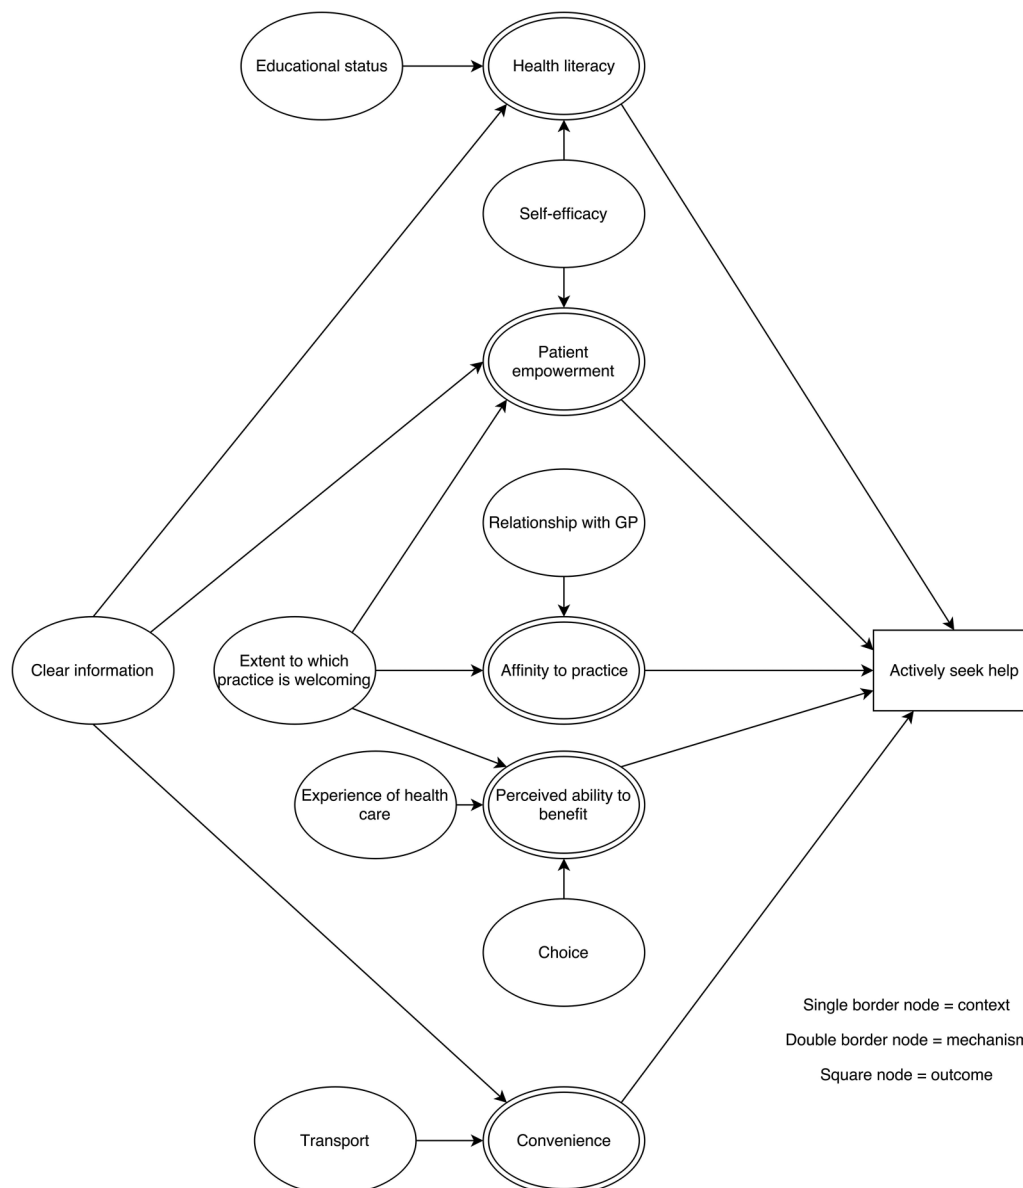 Educational status
Health literacy
Self-efficacy
Patient
empowerment
Relationship with GP
Clear information
Extent to which
practice is welcoming
Affinity to practice
Actively seek help
Experience of health
care
Perceived ability to
benefit
Choice
Single border node = context
Double border node = mechanism
Square node = outcome
Transport
Convenience